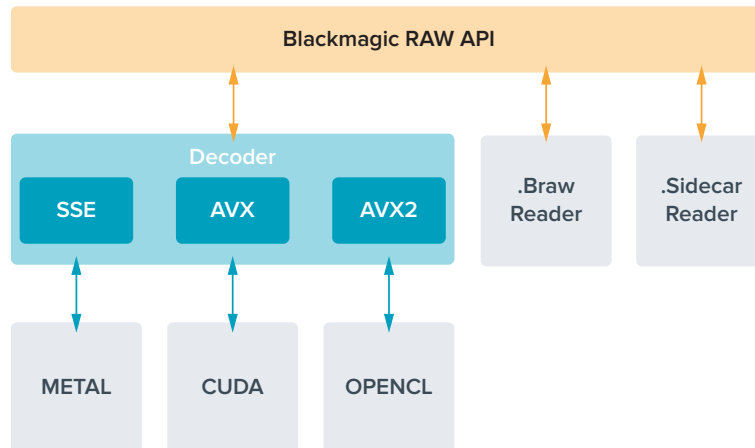 Blackmagic RAW API
Decoder
SSE
AVX
AVX2
.Braw
Reader
.Sidecar
Reader
METAL
CUDA
OPENCL